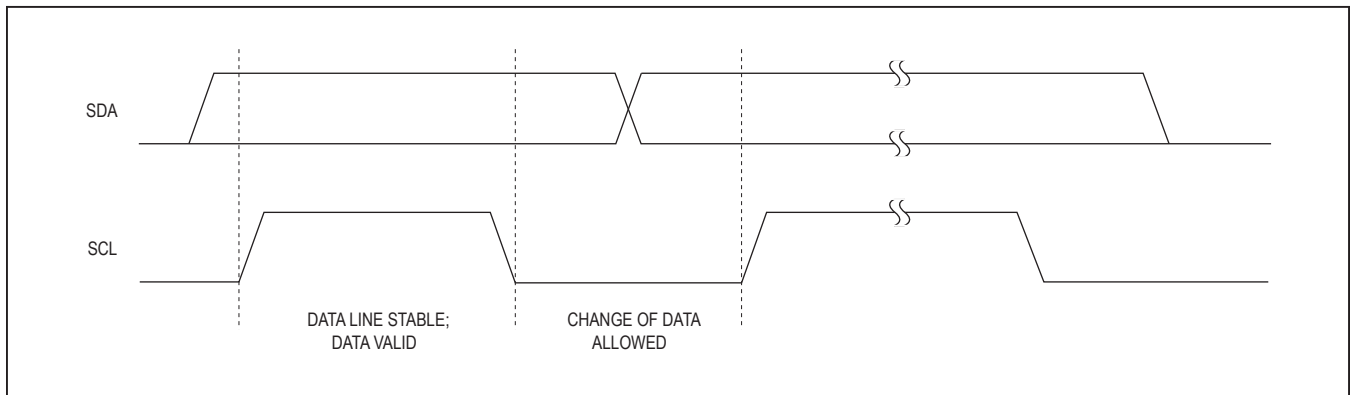 SDA
SCL
DATA LINE STABLE;
DATA VALID
CHANGE OF DATA
ALLOWED